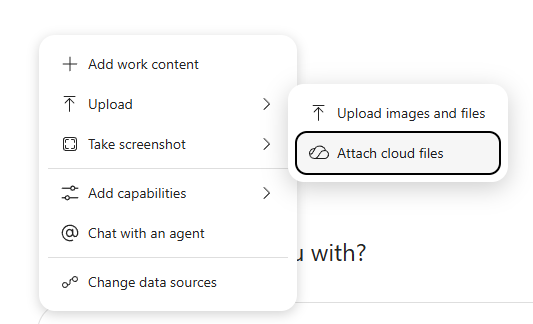 Add work content
Upload
Upload images and files
Take screenshot
Attach cloud files
Add capabilities
Chat with an agent
with?
Change data sources